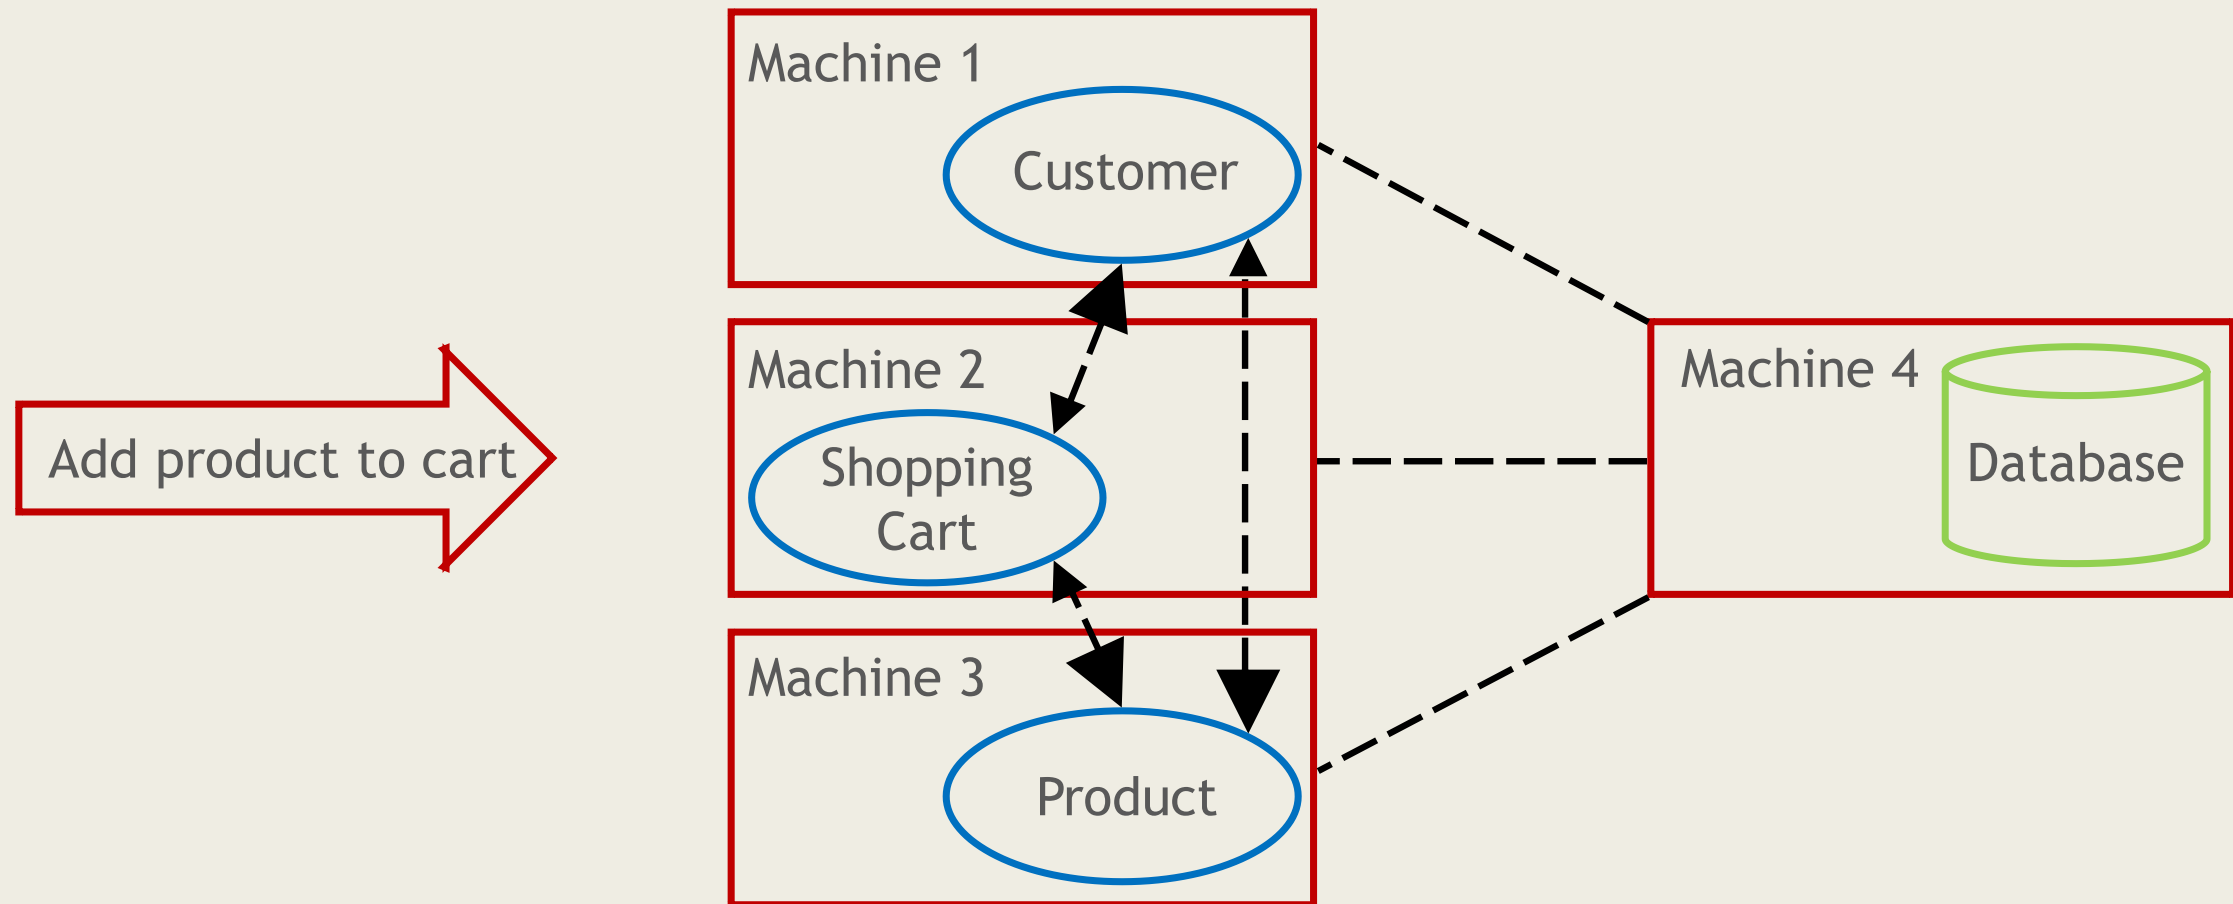 Machine 1
Customer
Machine 2
Shopping
Cart
Machine 3
Product
Add product to cart
Machine 4
Database